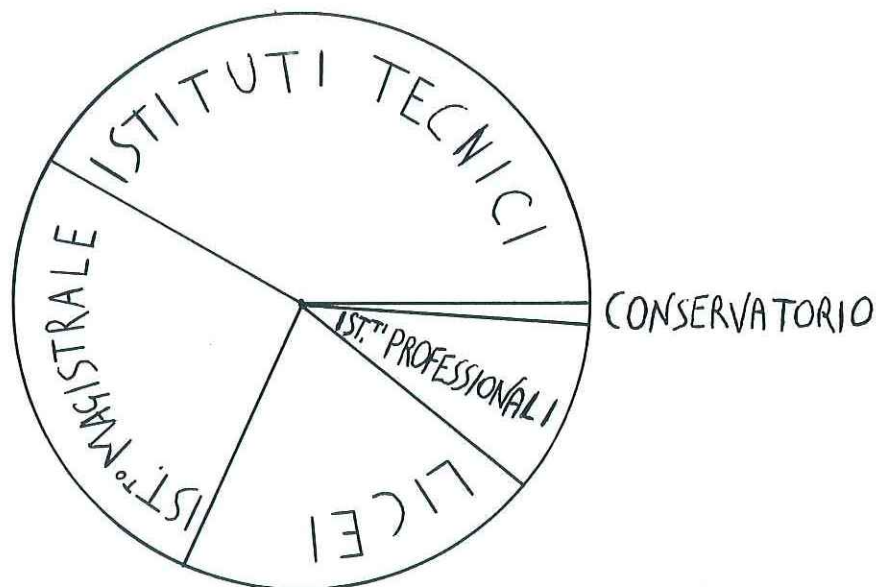 ISTITUTI TECNICI
CONSERVATORIO
IST.TI PROFESSIONALI
LICEI
IST.TO MAGISTRALE